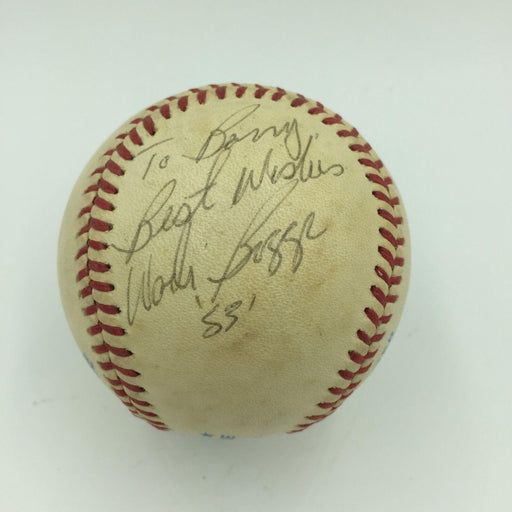 To Barry,
Best Wishes
Wade Boggs
'83'